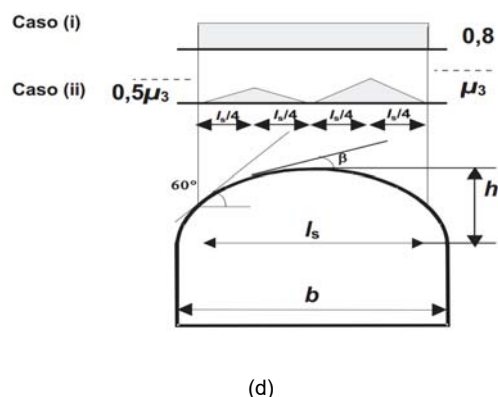 Caso (i)
0,8
Caso (ii)
0,5μ₃
μ₃
lₛ/4 lₛ/4 lₛ/4 lₛ/4
β
60°
h
lₛ
b
(d)